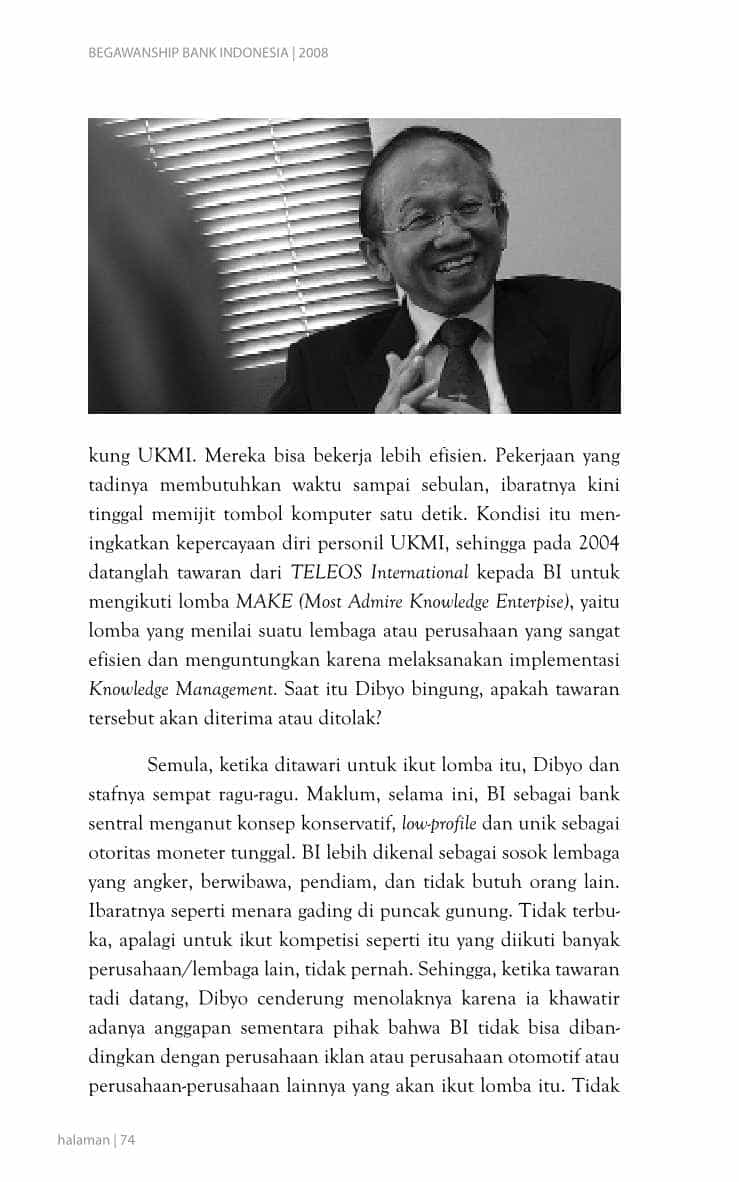 BEGAWANSHIP BANK INDONESIA | 2008
kung UKMI. Mereka bisa bekerja lebih efisien. Pekerjaan yang
tadinya membutuhkan waktu sampai sebulan, ibaratnya kini
tinggal memijit tombol komputer satu detik. Kondisi itu men-
ingkatkan kepercayaan diri personil UKMI, sehingga pada 2004
datanglah tawaran dari TELEOS International kepada BI untuk
mengikuti lomba MAKE (Most Admire Knowledge Enterpise), yaitu
lomba yang menilai suatu lembaga atau perusahaan yang sangat
efisien dan menguntungkan karena melaksanakan implementasi
Knowledge Management. Saat itu Dibyo bingung, apakah tawaran
tersebut akan diterima atau ditolak?
Semula, ketika ditawari untuk ikut lomba itu, Dibyo dan
stafnya sempat ragu-ragu. Maklum, selama ini, BI sebagai bank
sentral menganut konsep konservatif, low-profile dan unik sebagai
otoritas moneter tunggal. BI lebih dikenal sebagai sosok lembaga
yang angker, berwibawa, pendiam, dan tidak butuh orang lain.
Ibaratnya seperti menara gading di puncak gunung. Tidak terbu-
ka, apalagi untuk ikut kompetisi seperti itu yang diikuti banyak
perusahaan/lembaga lain, tidak pernah. Sehingga, ketika tawaran
tadi datang, Dibyo cenderung menolaknya karena ia khawatir
adanya anggapan sementara pihak bahwa BI tidak bisa diban-
dingkan dengan perusahaan iklan atau perusahaan otomotif atau
perusahaan-perusahaan lainnya yang akan ikut lomba itu. Tidak
halaman | 74